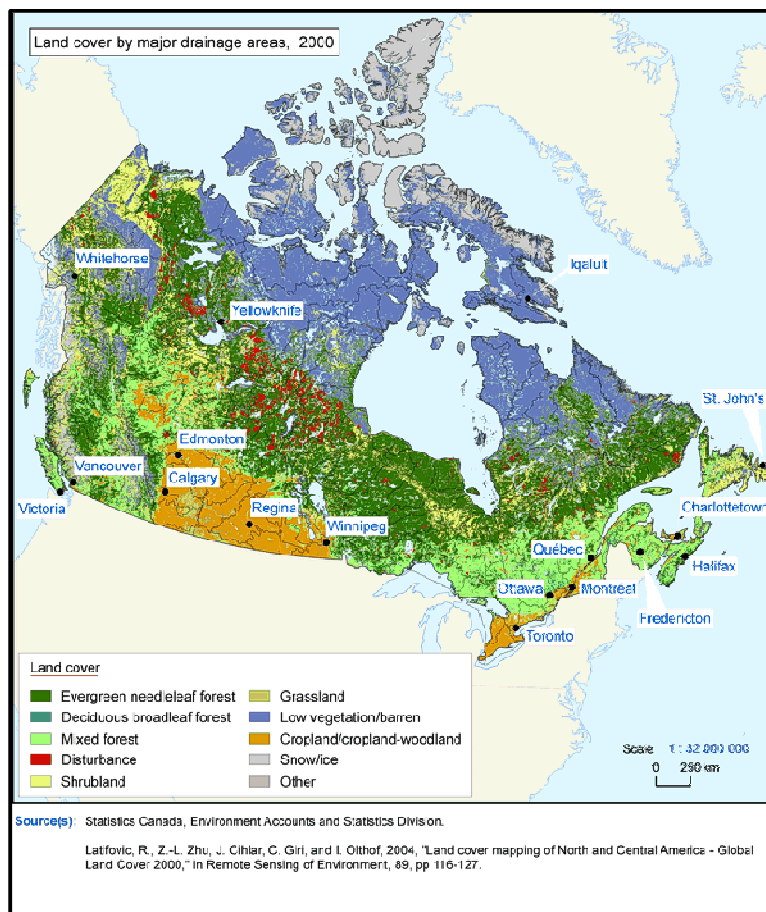 Land cover by major drainage areas, 2000
Iqaluit
Whitehorse
Yellowknife
St. John's
Edmonton
Vancouver
Calgary
Victoria
Regina
Winnipeg
Charlottetown
Québec
Halifax
Ottawa
Montreal
Fredericton
Toronto
Land cover
Evergreen needleleaf forest
Deciduous broadleaf forest
Mixed forest
Disturbance
Shrubland
Grassland
Low vegetation/barren
Cropland/cropland-woodland
Snow/ice
Other
Scale
0 250 km
Source(s): Statistics Canada, Environment Accounts and Statistics Division.
Latifovic, R., Z.-L. Zhu, J. Cihlar, C. Giri, and I. Olthof, 2004, "Land cover mapping of North and Central America - Global
Land Cover 2000," in Remote Sensing of Environment, 89, pp 116-127.